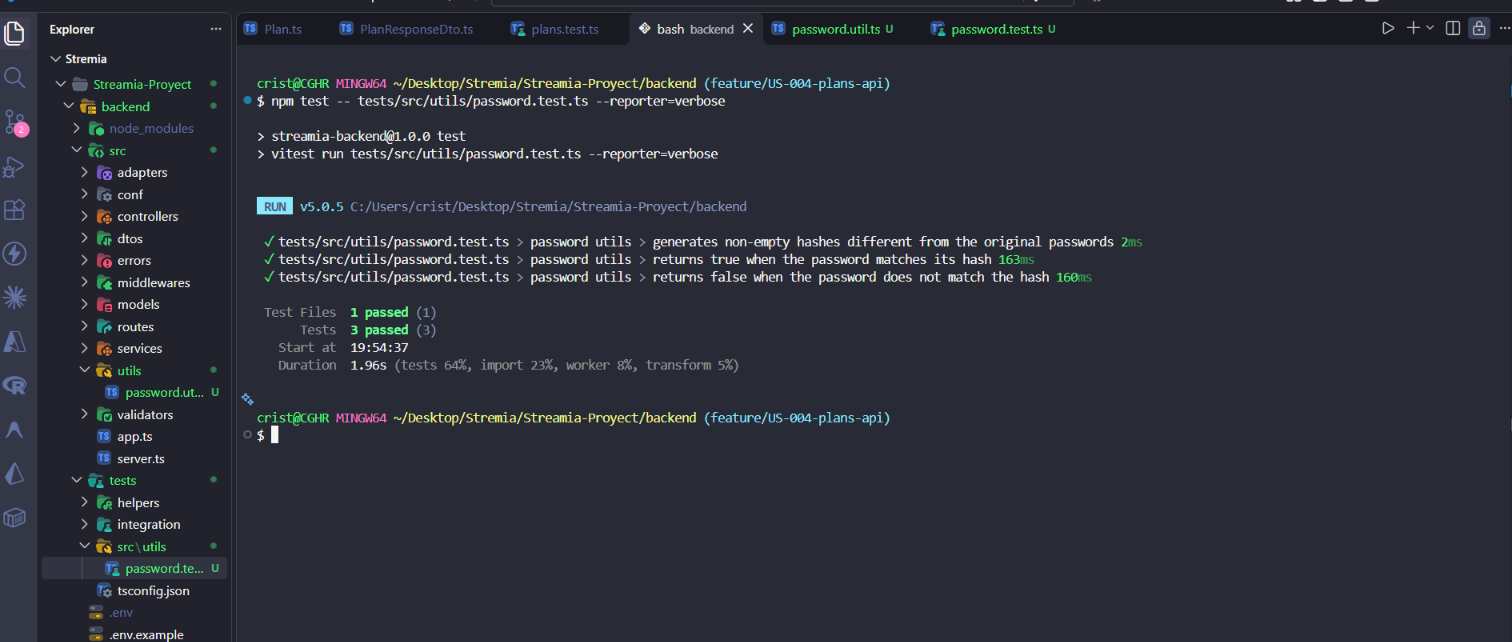 Explorer
Stremia
Streamia-Proyect
backend
node_modules
src
adapters
conf
controllers
dtos
errors
middlewares
models
routes
services
utils
TS password.ut... U
validators
TS app.ts
TS server.ts
tests
helpers
integration
src\utils
password.te... U
tsconfig.json
.env
.env.example
2
TS Plan.ts
TS PlanResponseDto.ts
plans.test.ts
bash backend
TS password.util.ts U
password.test.ts U
crist@CGHR MINGW64 ~/Desktop/Stremia/Streamia-Proyect/backend (feature/US-004-plans-api)
$ npm test -- tests/src/utils/password.test.ts --reporter=verbose
> streamia-backend@1.0.0 test
> vitest run tests/src/utils/password.test.ts --reporter=verbose
RUN v5.0.5 C:/Users/crist/Desktop/Stremia/Streamia-Proyect/backend
✓ tests/src/utils/password.test.ts > password utils > generates non-empty hashes different from the original passwords 2ms
✓ tests/src/utils/password.test.ts > password utils > returns true when the password matches its hash 163ms
✓ tests/src/utils/password.test.ts > password utils > returns false when the password does not match the hash 160ms
Test Files 1 passed (1)
Tests 3 passed (3)
Start at 19:54:37
Duration 1.96s (tests 64%, import 23%, worker 8%, transform 5%)
crist@CGHR MINGW64 ~/Desktop/Stremia/Streamia-Proyect/backend (feature/US-004-plans-api)
$